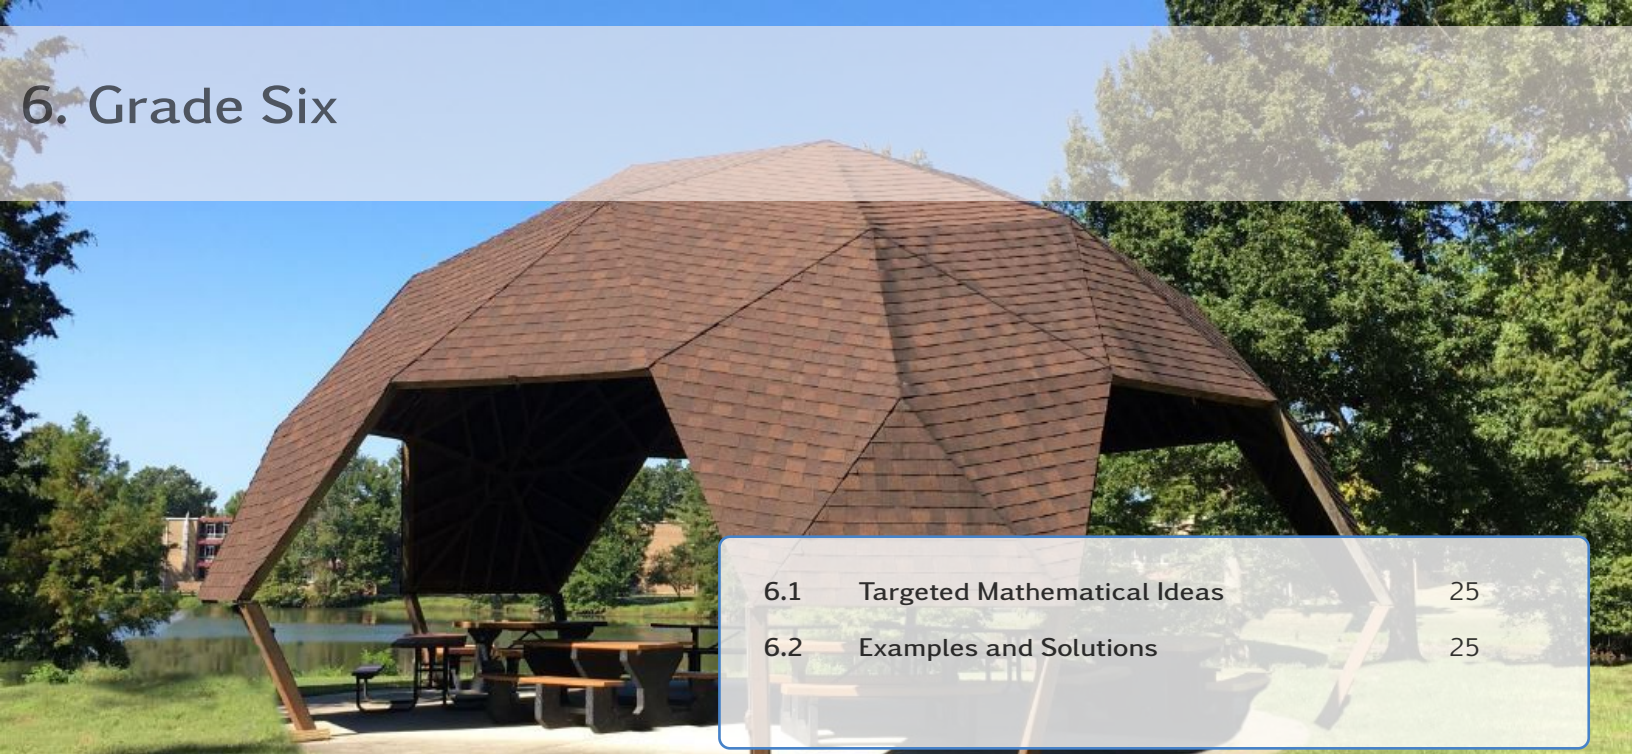 6. Grade Six
6.1 Targeted Mathematical Ideas 25
6.2 Examples and Solutions 25